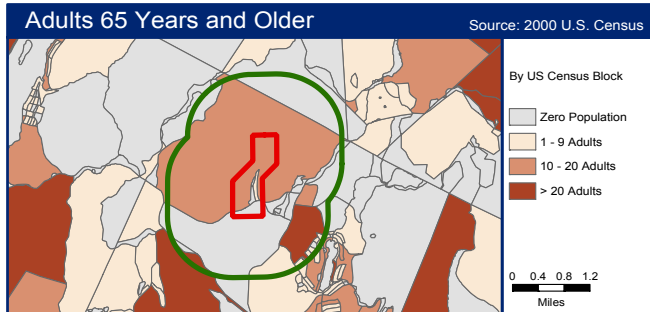 Adults 65 Years and Older
Source: 2000 U.S. Census
By US Census Block
Zero Population
1 - 9 Adults
10 - 20 Adults
> 20 Adults
0 0.4 0.8 1.2
Miles